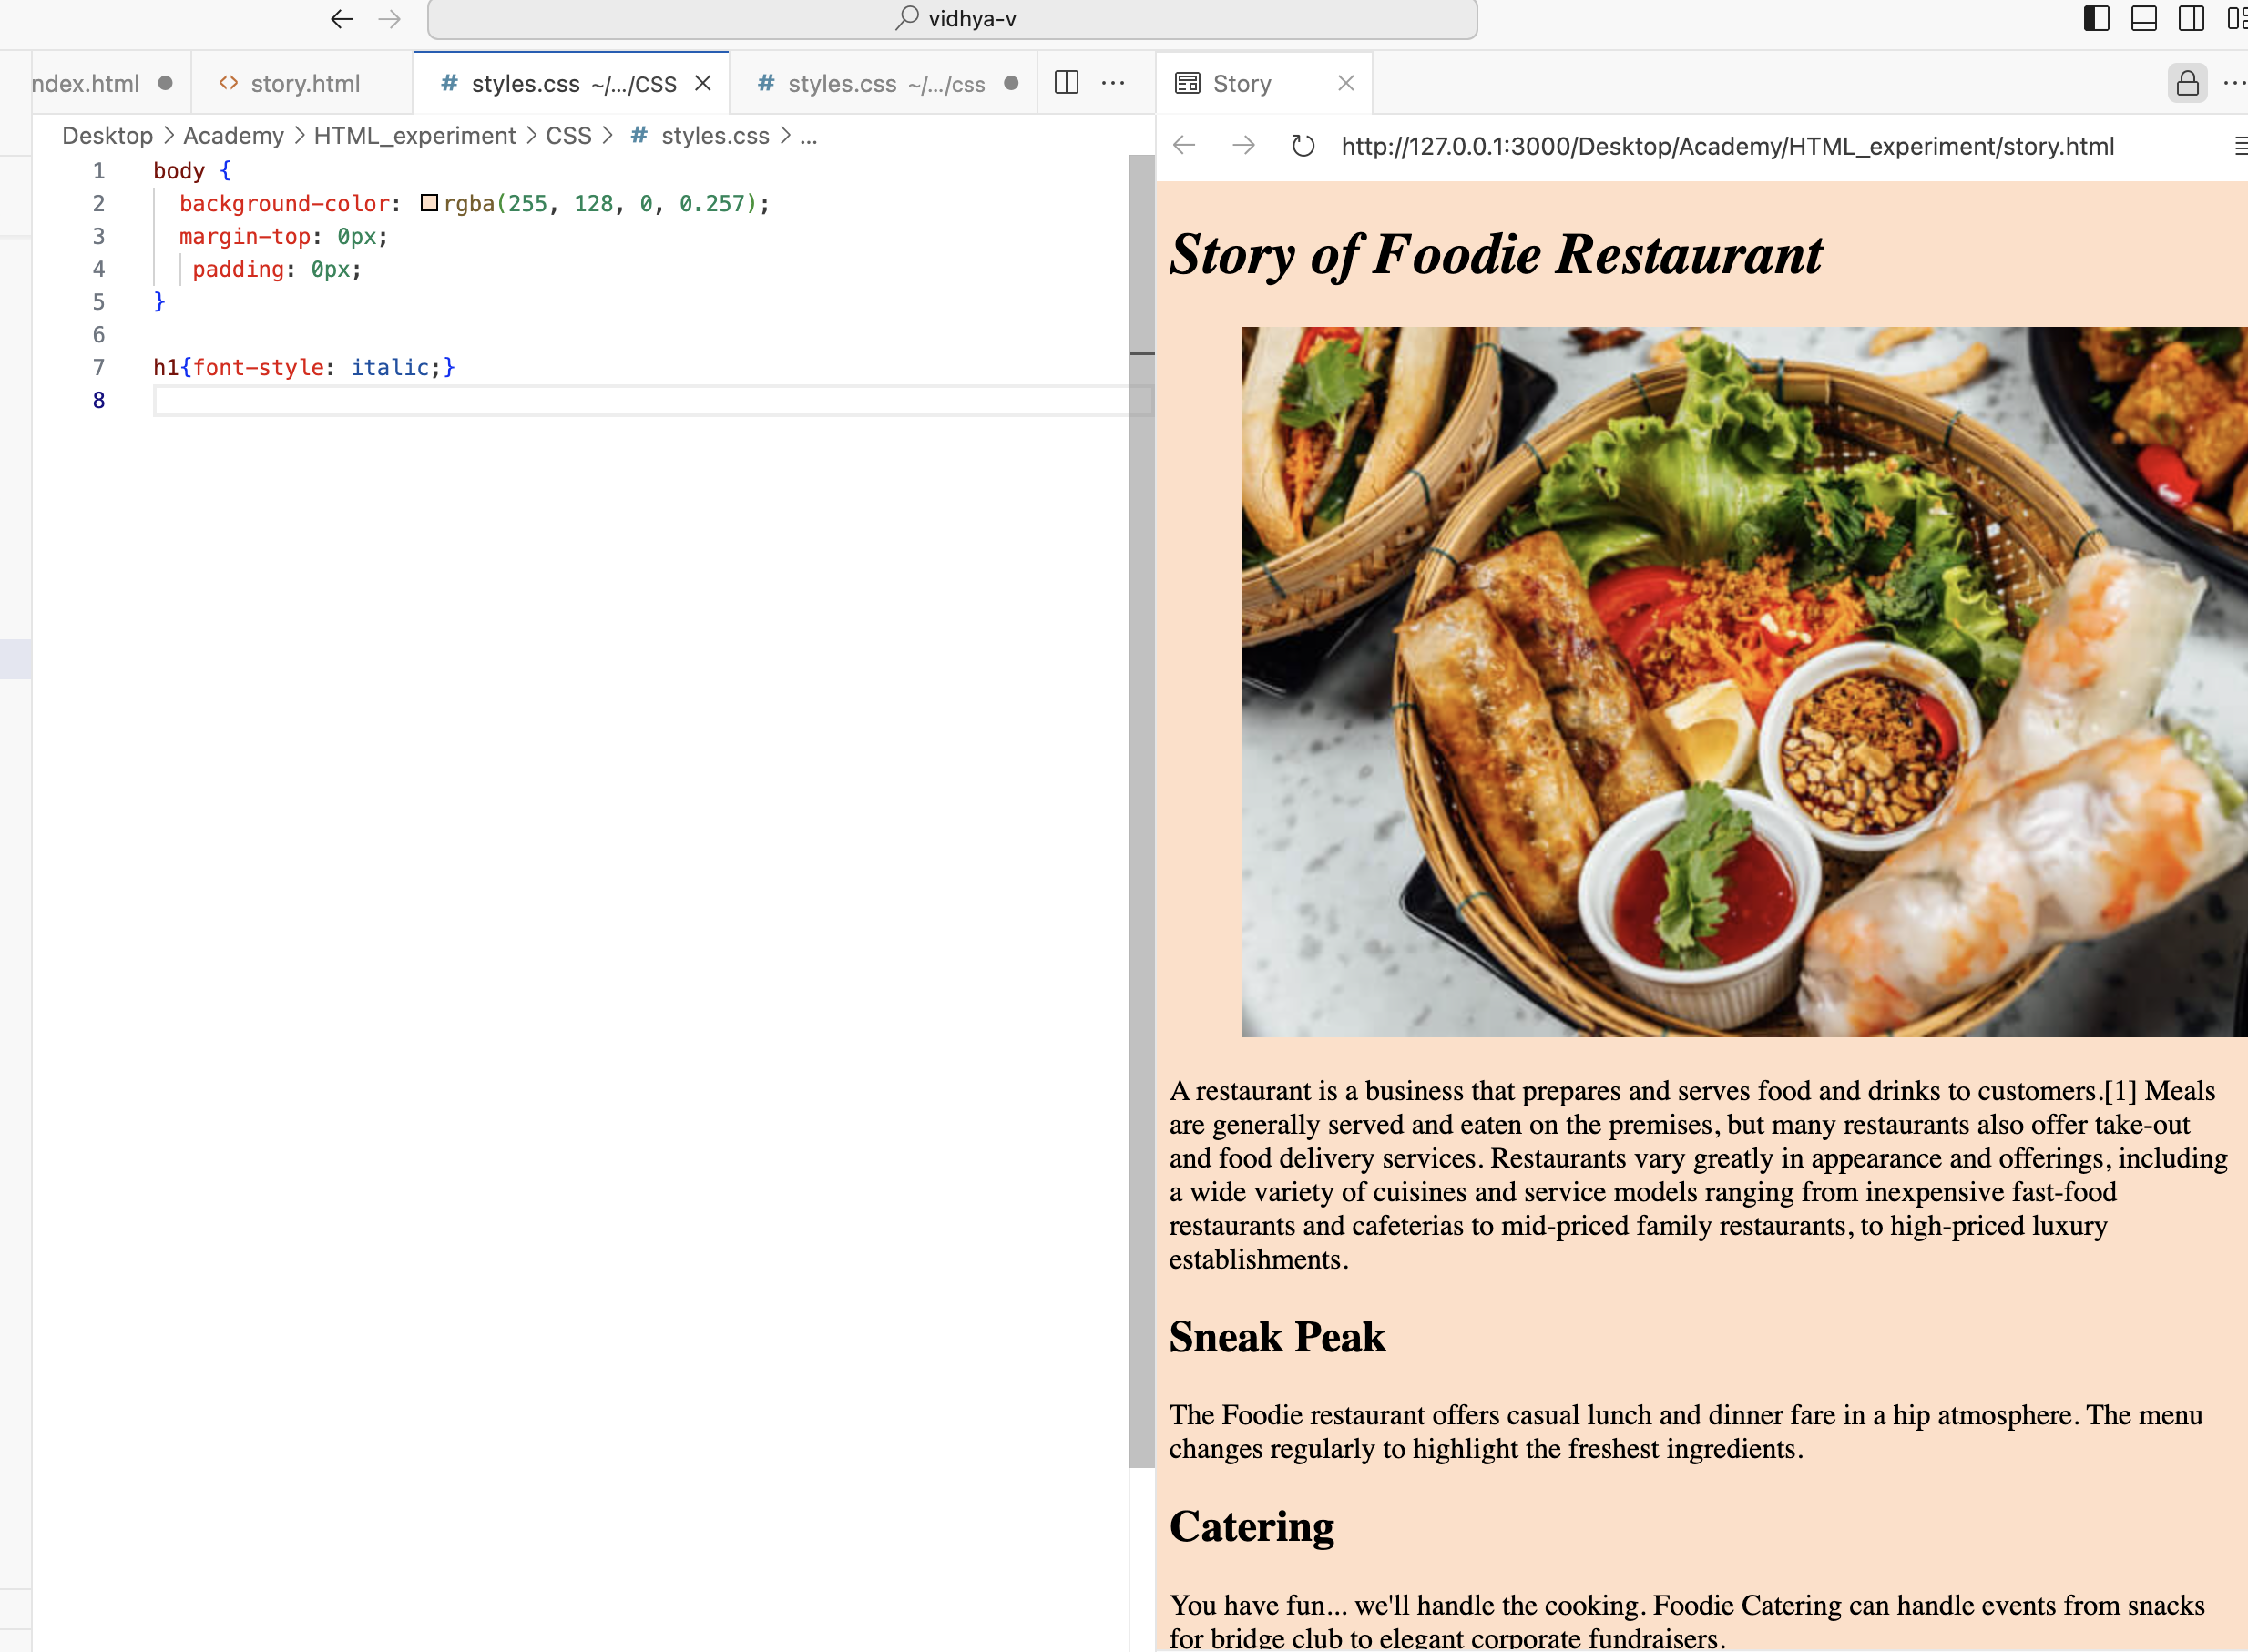 vidhya-v
ndex.html
story.html
# styles.css ~/.../CSS
# styles.css ~/.../css
Story
Desktop > Academy > HTML_experiment > CSS > # styles.css > ...
http://127.0.0.1:3000/Desktop/Academy/HTML_experiment/story.html
1 body {
2 background-color: rgba(255, 128, 0, 0.257);
3 margin-top: 0px;
4 padding: 0px;
5 }
6
7 h1{font-style: italic;}
8
Story of Foodie Restaurant
A restaurant is a business that prepares and serves food and drinks to customers.[1] Meals
are generally served and eaten on the premises, but many restaurants also offer take-out
and food delivery services. Restaurants vary greatly in appearance and offerings, including
a wide variety of cuisines and service models ranging from inexpensive fast-food
restaurants and cafeterias to mid-priced family restaurants, to high-priced luxury
establishments.
Sneak Peak
The Foodie restaurant offers casual lunch and dinner fare in a hip atmosphere. The menu
changes regularly to highlight the freshest ingredients.
Catering
You have fun... we'll handle the cooking. Foodie Catering can handle events from snacks
for bridge club to elegant corporate fundraisers.